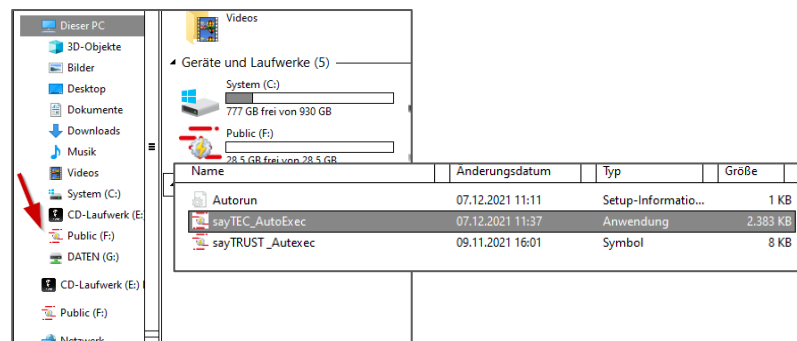 Dieser PC
3D-Objekte
Bilder
Desktop
Dokumente
Downloads
Musik
Videos
System (C:)
CD-Laufwerk (E:
Public (F:)
DATEN (G:)
CD-Laufwerk (E:)
Public (F:)
Netzwerk
Videos
Geräte und Laufwerke (5)
System (C:)
777 GB frei von 930 GB
Public (F:)
28,5 GB frei von 28,5 GB
Name Änderungsdatum Typ Größe
Autorun 07.12.2021 11:11 Setup-Informatio... 1 KB
sayTEC_AutoExec 07.12.2021 11:37 Anwendung 2.383 KB
sayTRUST _Autexec 09.11.2021 16:01 Symbol 8 KB